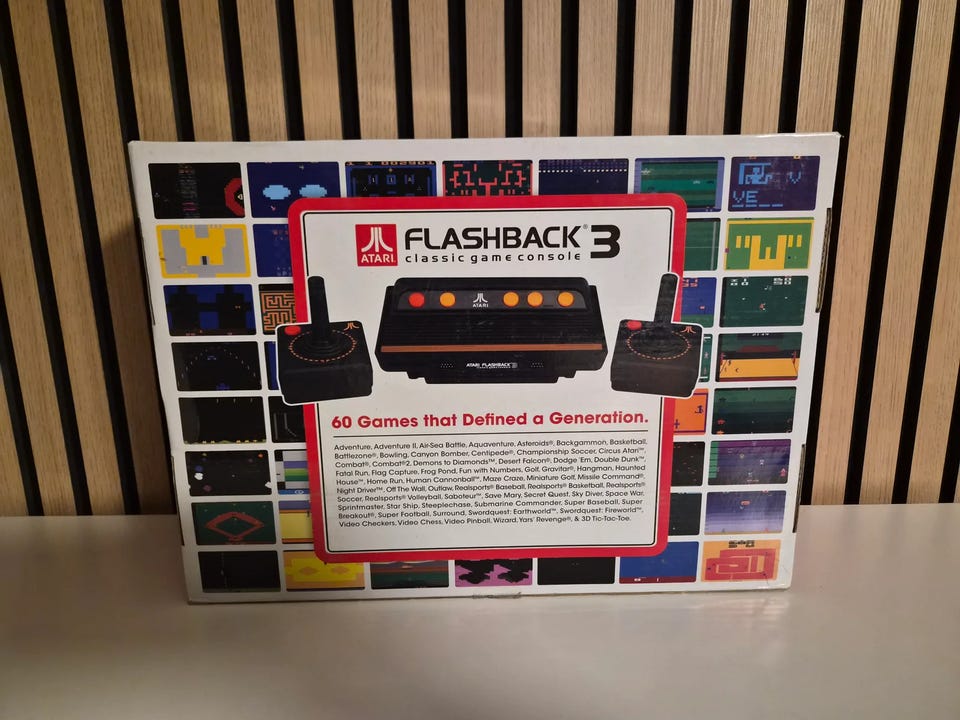 ATARI
FLASHBACK® 3
classic game console
ATARI
ATARI FLASHBACK 3
60 Games that Defined a Generation.
Adventure, Adventure II, Air-Sea Battle, Aquaventure, Asteroids®, Backgammon, Basketball,
Battlezone®, Bowling, Canyon Bomber, Centipede®, Championship Soccer, Circus Atari™,
Combat®, Combat®2, Demons to Diamonds™, Desert Falcon®, Dodge 'Em, Double Dunk™,
Fatal Run, Flag Capture, Frog Pond, Fun with Numbers, Golf, Gravitar®, Hangman, Haunted
House™, Home Run, Human Cannonball™, Maze Craze, Miniature Golf, Missile Command®,
Night Driver™, Off The Wall, Outlaw, Realsports® Baseball, Realsports® Basketball, Realsports®
Soccer, Realsports® Volleyball, Saboteur™, Save Mary, Secret Quest, Sky Diver, Space War,
Sprintmaster, Star Ship, Steeplechase, Submarine Commander, Super Baseball, Super
Breakout®, Super Football, Surround, Swordquest: Earthworld™, Swordquest: Fireworld™,
Video Checkers, Video Chess, Video Pinball, Wizard, Yars' Revenge®, & 3D Tic-Tac-Toe.